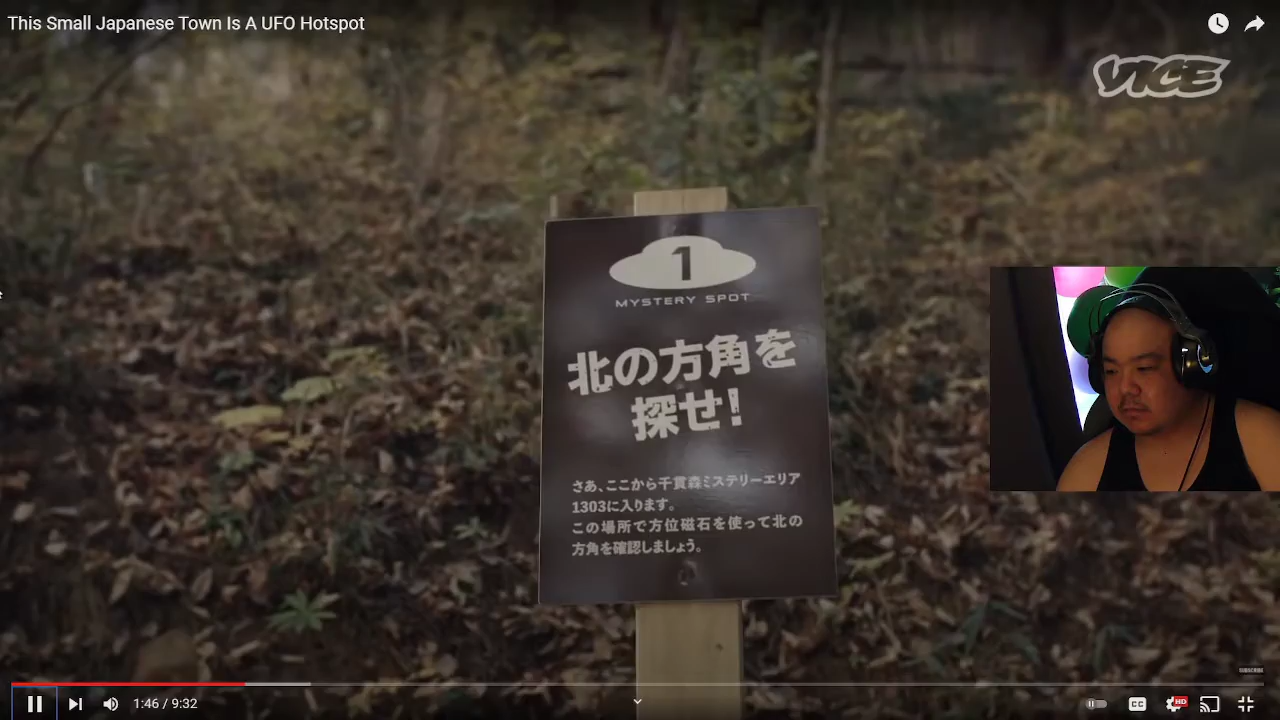 This Small Japanese Town Is A UFO Hotspot
VICE
1
MYSTERY SPOT
北の方角を
探せ!
さあ、ここから千貫森ミステリーエリア
1303に入ります。
この場所で方位磁石を使って北の
方角を確認しましょう。
SUBSCRIBE
1:46 / 9:32
CC
HD